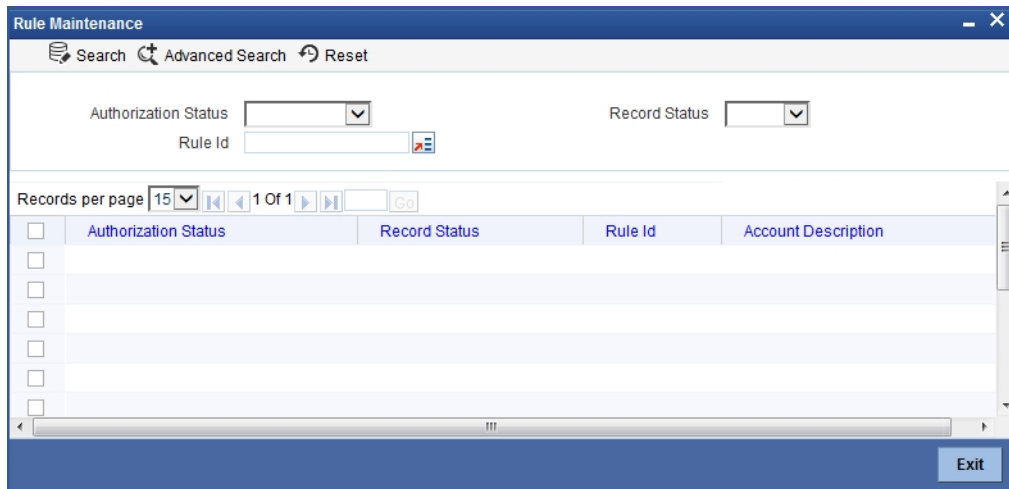 Rule Maintenance
Search Advanced Search Reset
Authorization Status Record Status
Rule Id
Records per page 15 1 Of 1 Go
Authorization Status Record Status Rule Id Account Description
Exit